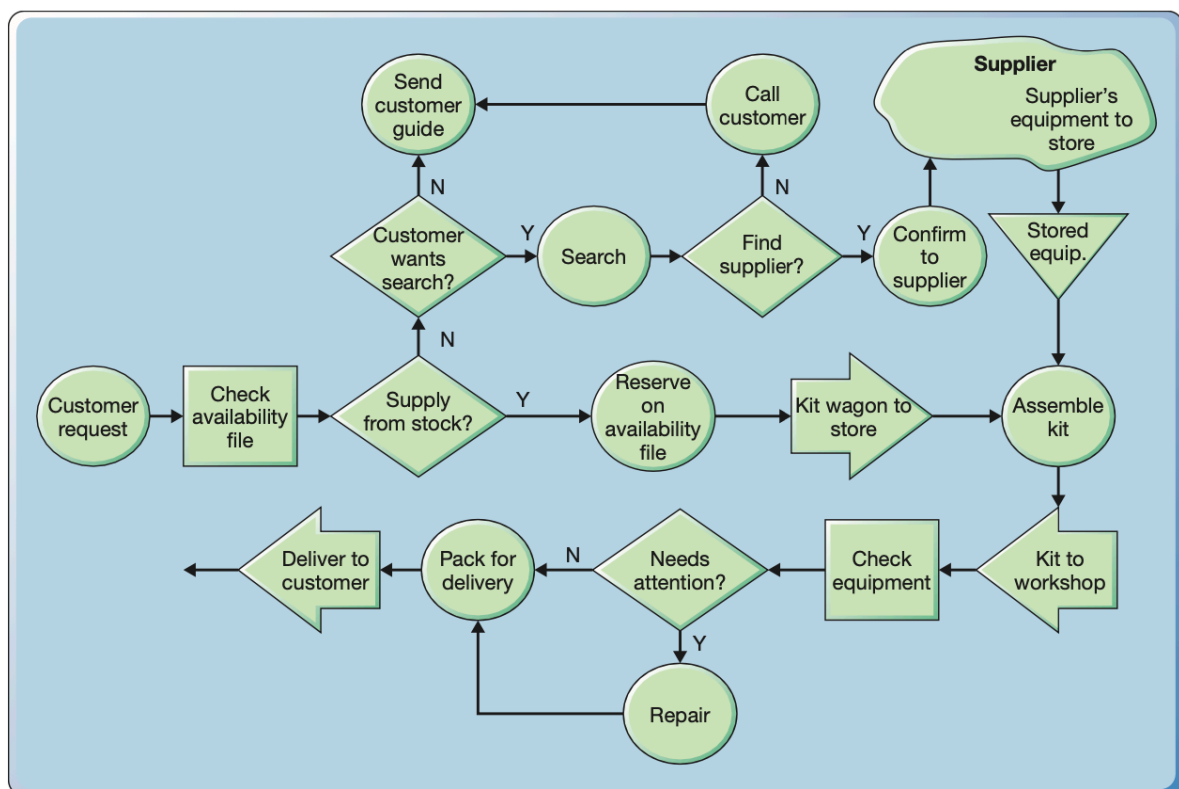 Send
customer
guide
Call
customer
Supplier
Supplier's
equipment to
store
N
N
Customer
wants
search?
Y
Search
Find
supplier?
Y
Confirm
to
supplier
Stored
equip.
N
Customer
request
Check
availability
file
Supply
from stock?
Y
Reserve
on
availability
file
Kit wagon to
store
Assemble
kit
Deliver to
customer
Pack for
delivery
N
Needs
attention?
Check
equipment
Kit to
workshop
Y
Repair